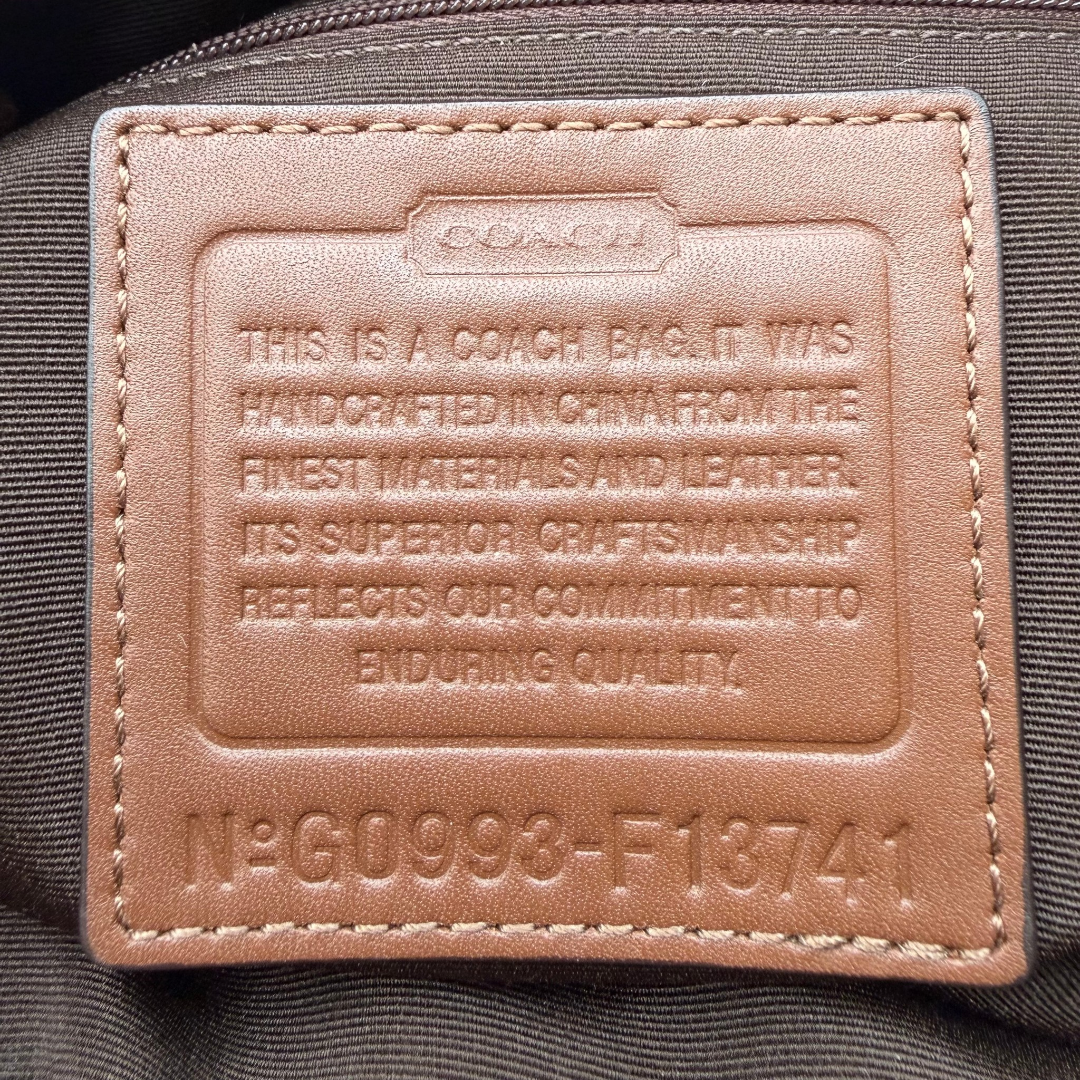 COACH
THIS IS A COACH BAG. IT WAS
HANDCRAFTED IN CHINA FROM THE
FINEST MATERIALS AND LEATHER.
ITS SUPERIOR CRAFTSMANSHIP
REFLECTS OUR COMMITMENT TO
ENDURING QUALITY.
Nº G0993-F13741